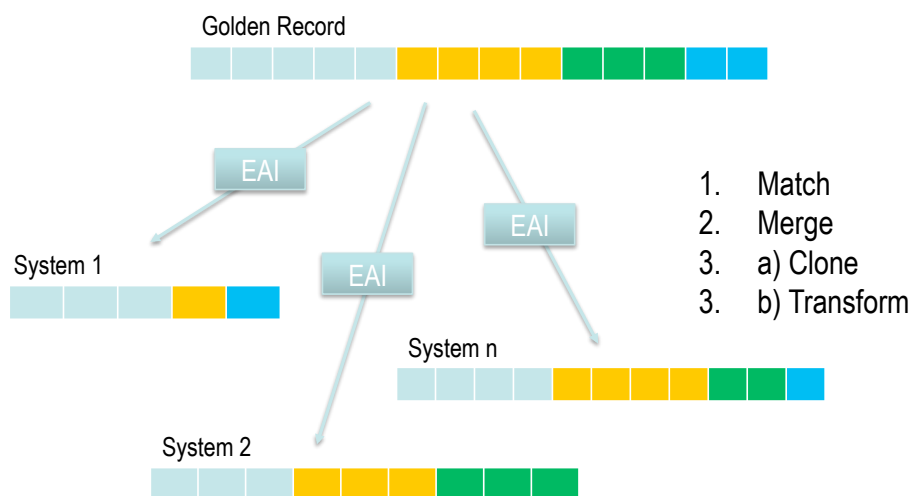 Golden Record
EAI
EAI
EAI
1. Match
2. Merge
3. a) Clone
3. b) Transform
System 1
System n
System 2